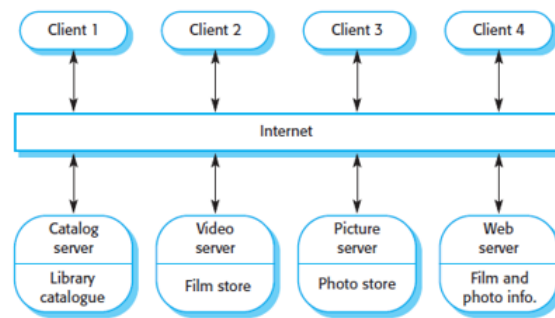 Client 1
Client 2
Client 3
Client 4
Internet
Catalog
server
Library
catalogue
Video
server
Film store
Picture
server
Photo store
Web
server
Film and
photo info.